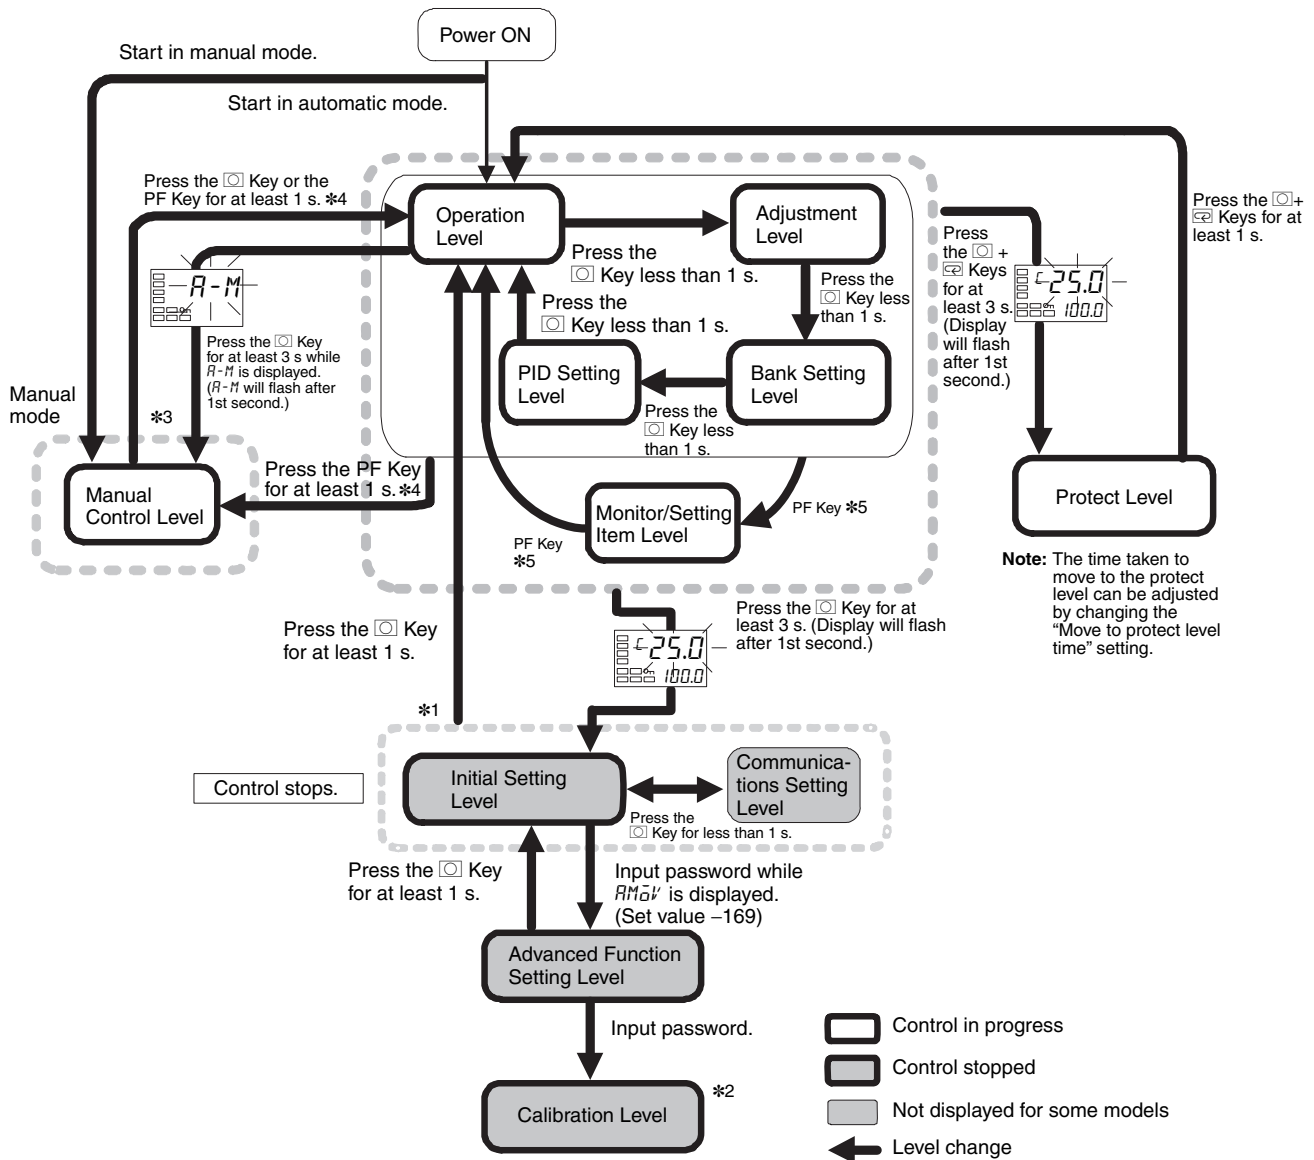 Power ON
Start in manual mode.
Start in automatic mode.
Press the Key or the
PF Key for at least 1 s. *4
Operation
Level
Adjustment
Level
Press the
Key less than 1 s.
Press the
Key less
than 1 s.
Press the
Key less than 1 s.
PID Setting
Level
Bank Setting
Level
Press the
Key less
than 1 s.
A-M
Press the Key
for at least 3 s while
A-M is displayed.
(A-M will flash after
1st second.)
Manual
mode
*3
Manual
Control Level
Press the PF Key
for at least 1 s. *4
Monitor/Setting
Item Level
PF Key *5
PF Key
*5
Press
the +
Keys
for at
least 3 s.
(Display
will flash
after 1st
second.)
C 25.0
100.0
Press the +
Keys for at
least 1 s.
Protect Level
Note: The time taken to
move to the protect
level can be adjusted
by changing the
“Move to protect level
time” setting.
Press the Key
for at least 1 s.
*1
Press the Key for at
least 3 s. (Display will flash
after 1st second.)
C 25.0
100.0
Control stops.
Initial Setting
Level
Communica-
tions Setting
Level
Press the
Key for less than 1 s.
Press the Key
for at least 1 s.
Input password while
AMoV is displayed.
(Set value –169)
Advanced Function
Setting Level
Input password.
Calibration Level
*2
Control in progress
Control stopped
Not displayed for some models
Level change